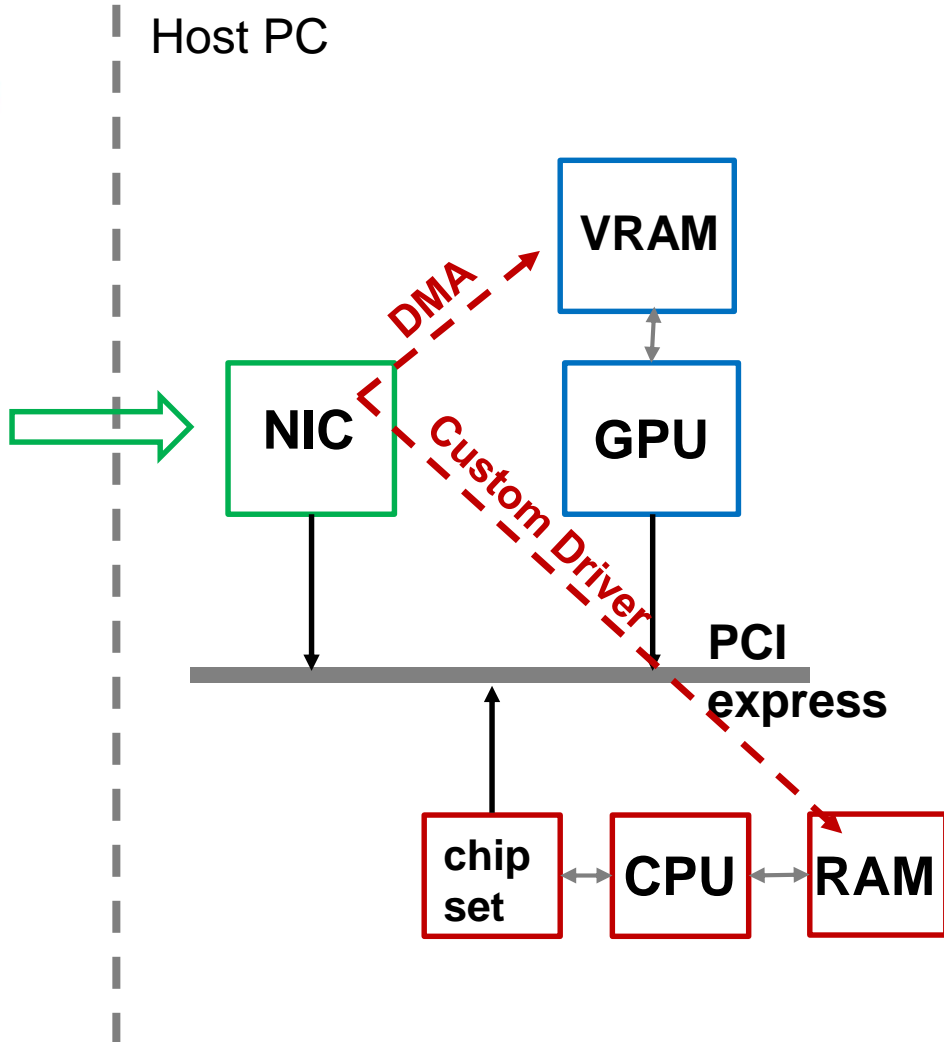 Host PC
VRAM
DMA
NIC
GPU
Custom Driver
PCI
express
chip
set
CPU
RAM